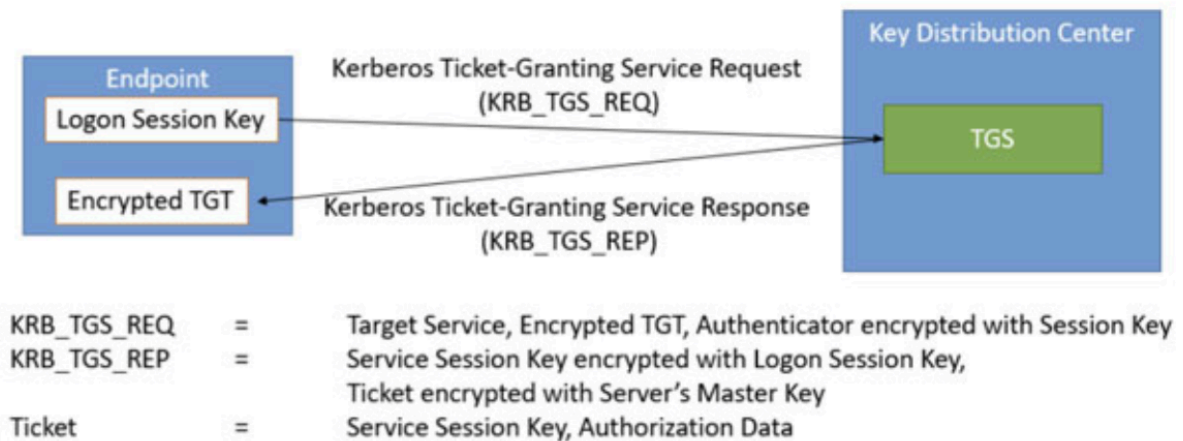 Key Distribution Center
Endpoint
Logon Session Key
Kerberos Ticket-Granting Service Request
(KRB_TGS_REQ)
TGS
Encrypted TGT
Kerberos Ticket-Granting Service Response
(KRB_TGS_REP)
KRB_TGS_REQ = Target Service, Encrypted TGT, Authenticator encrypted with Session Key
KRB_TGS_REP = Service Session Key encrypted with Logon Session Key,
Ticket encrypted with Server's Master Key
Ticket = Service Session Key, Authorization Data